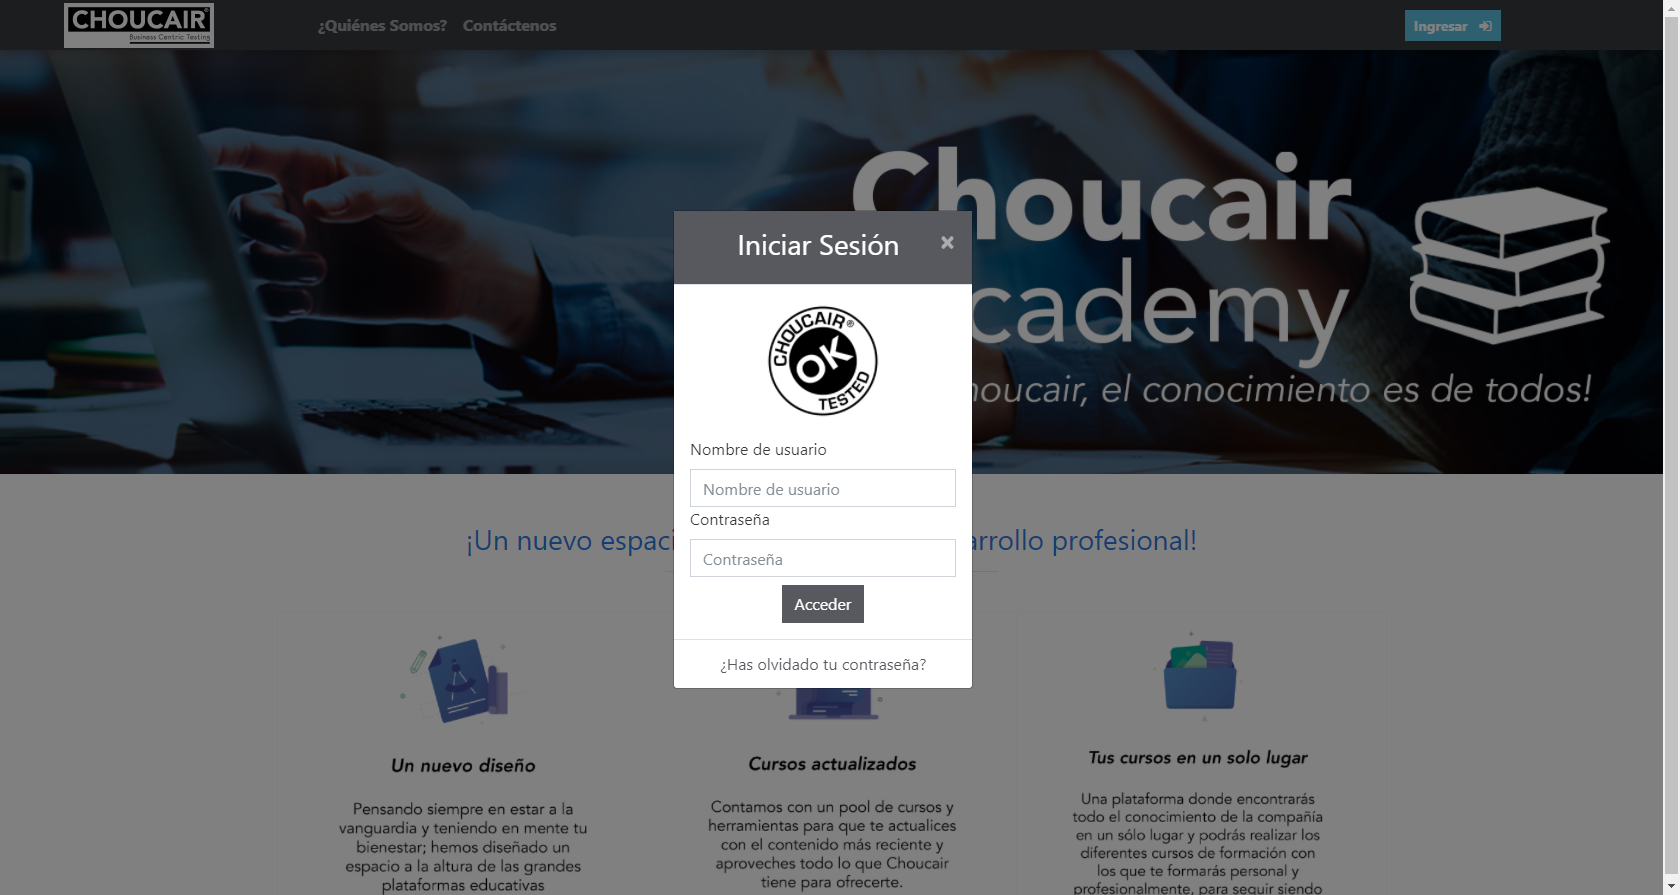 CHOUCAIR®
Business Centric Testing
¿Quiénes Somos?
Contáctenos
Ingresar
Choucair
cademy
houcair, el conocimiento es de todos!
Iniciar Sesión
×
CHOUCAIR®
OK
TESTED
Nombre de usuario
Nombre de usuario
Contraseña
Contraseña
Acceder
¿Has olvidado tu contraseña?
¡Un nuevo espaci
rrollo profesional!
Un nuevo diseño
Pensando siempre en estar a la
vanguardia y teniendo en mente tu
bienestar; hemos diseñado un
espacio a la altura de las grandes
plataformas educativas
Cursos actualizados
Contamos con un pool de cursos y
herramientas para que te actualices
con el contenido más reciente y
aproveches todo lo que Choucair
tiene para ofrecerte.
Tus cursos en un solo lugar
Una plataforma donde encontrarás
todo el conocimiento de la compañía
en un sólo lugar y podrás realizar los
diferentes cursos de formación con
los que te formarás personal y
profesionalmente, para seguir siendo